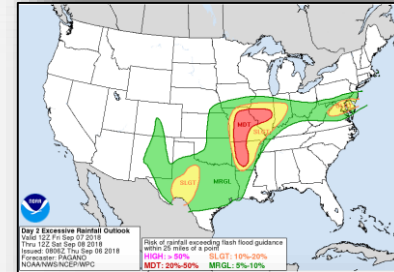 MDT
SLGT
SLGT
MRGL
NOAA
Day 2 Excessive Rainfall Outlook
Valid 12Z Fri Sep 07 2018
Thru 12Z Sat Sep 08 2018
Issued: 0806Z Thu Sep 06 2018
Forecaster: PAGANO
NOAA/NWS/NCEP/WPC
Risk of rainfall exceeding flash flood guidance
within 25 miles of a point
HIGH: > 50% SLGT: 10%-20%
MDT: 20%-50% MRGL: 5%-10%